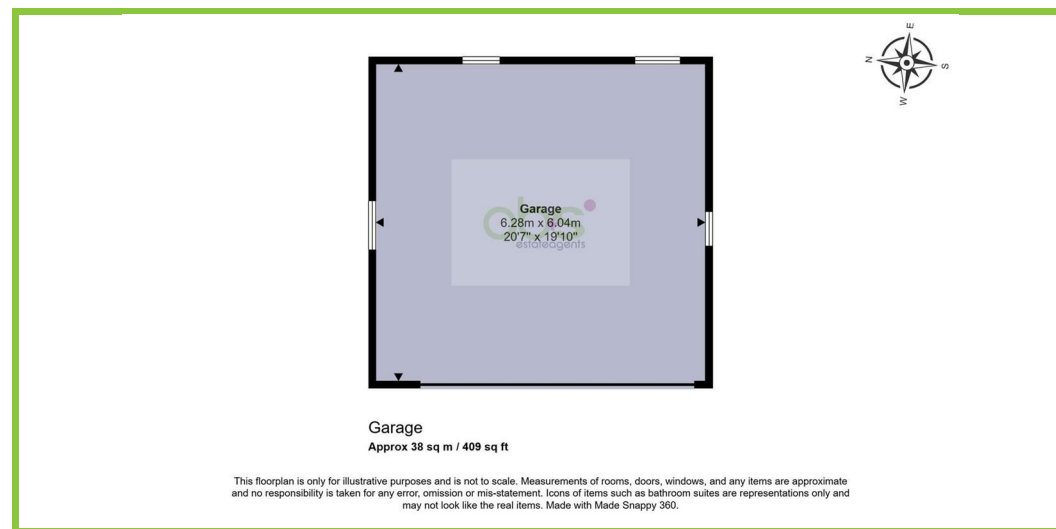 E
N
S
W
Garage
6.28m x 6.04m
20'7" x 19'10"
abs
estateagents
Garage
Approx 38 sq m / 409 sq ft
This floorplan is only for illustrative purposes and is not to scale. Measurements of rooms, doors, windows, and any items are approximate
and no responsibility is taken for any error, omission or mis-statement. Icons of items such as bathroom suites are representations only and
may not look like the real items. Made with Made Snappy 360.